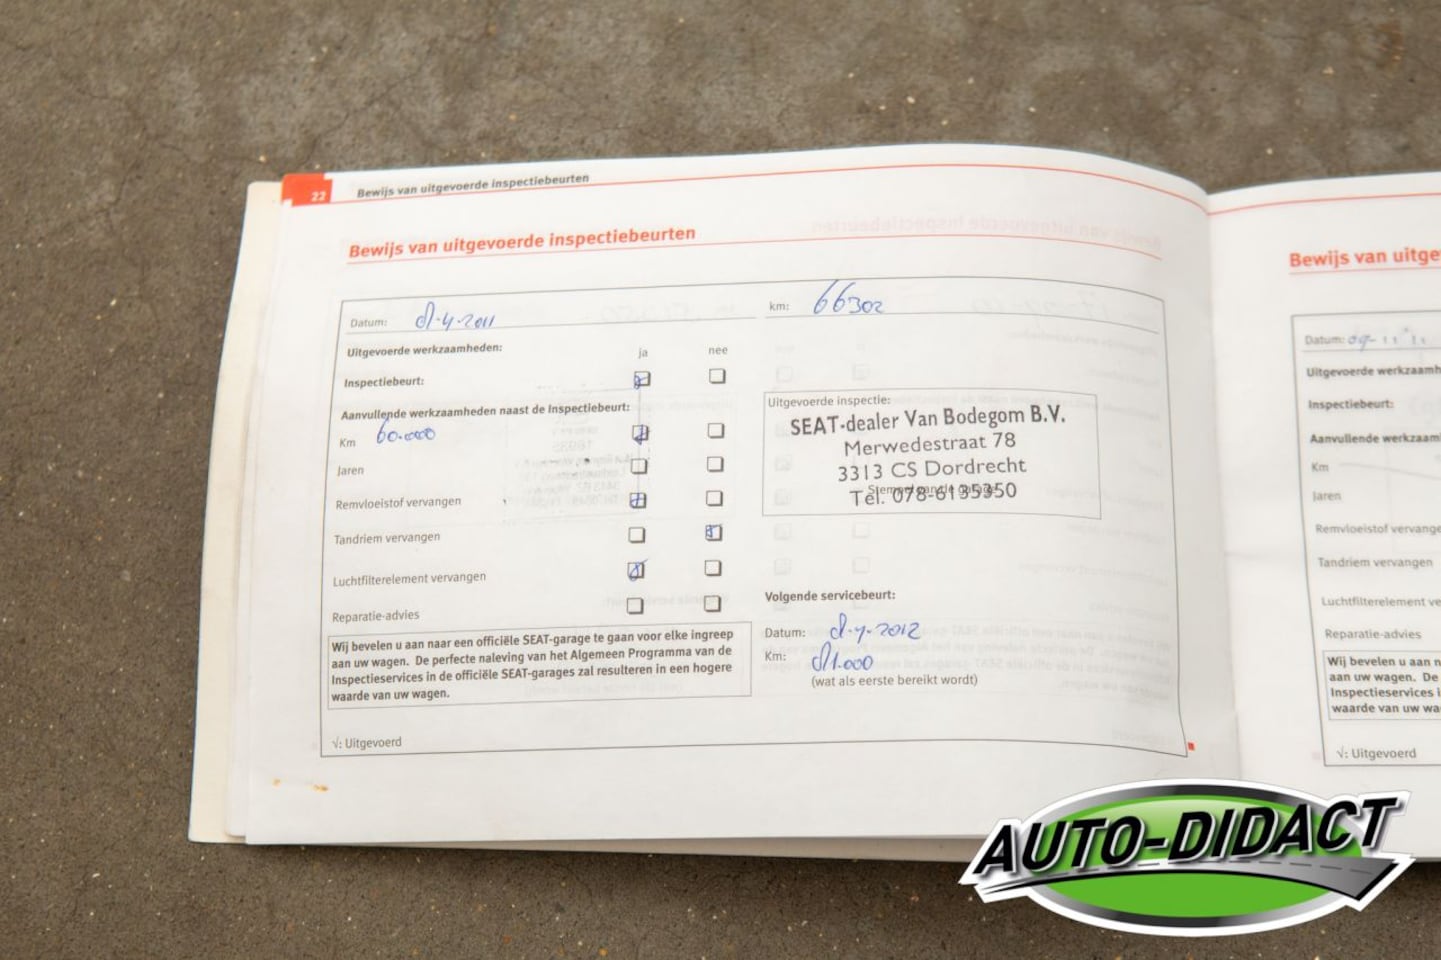 22 Bewijs van uitgevoerde inspectiebeurten
Bewijs van uitgevoerde inspectiebeurten
Datum: 8-4-2011 km: 66302
Uitgevoerde werkzaamheden: ja nee
Inspectiebeurt:
Aanvullende werkzaamheden naast de Inspectiebeurt:
Km 60.000
Jaren
Remvloeistof vervangen
Tandriem vervangen
Luchtfilterelement vervangen
Reparatie-advies
Wij bevelen u aan naar een officiële SEAT-garage te gaan voor elke ingreep
aan uw wagen. De perfecte naleving van het Algemeen Programma van de
Inspectieservices in de officiële SEAT-garages zal resulteren in een hogere
waarde van uw wagen.
√: Uitgevoerd
Uitgevoerde inspectie:
SEAT-dealer Van Bodegom B.V.
Merwedestraat 78
3313 CS Dordrecht
Tel. 078-6135350
Volgende servicebeurt:
Datum: 8-4-2012
Km: 81.000
(wat als eerste bereikt wordt)
Bewijs van uitge
Datum:
Uitgevoerde werkzaamh
Inspectiebeurt:
Aanvullende werkzaam
Km
Jaren
Remvloeistof vervange
Tandriem vervangen
Luchtfilterelement ve
Reparatie-advies
Wij bevelen u aan n
aan uw wagen. De
Inspectieservices i
waarde van uw wa
√: Uitgevoerd
AUTO-DIDACT